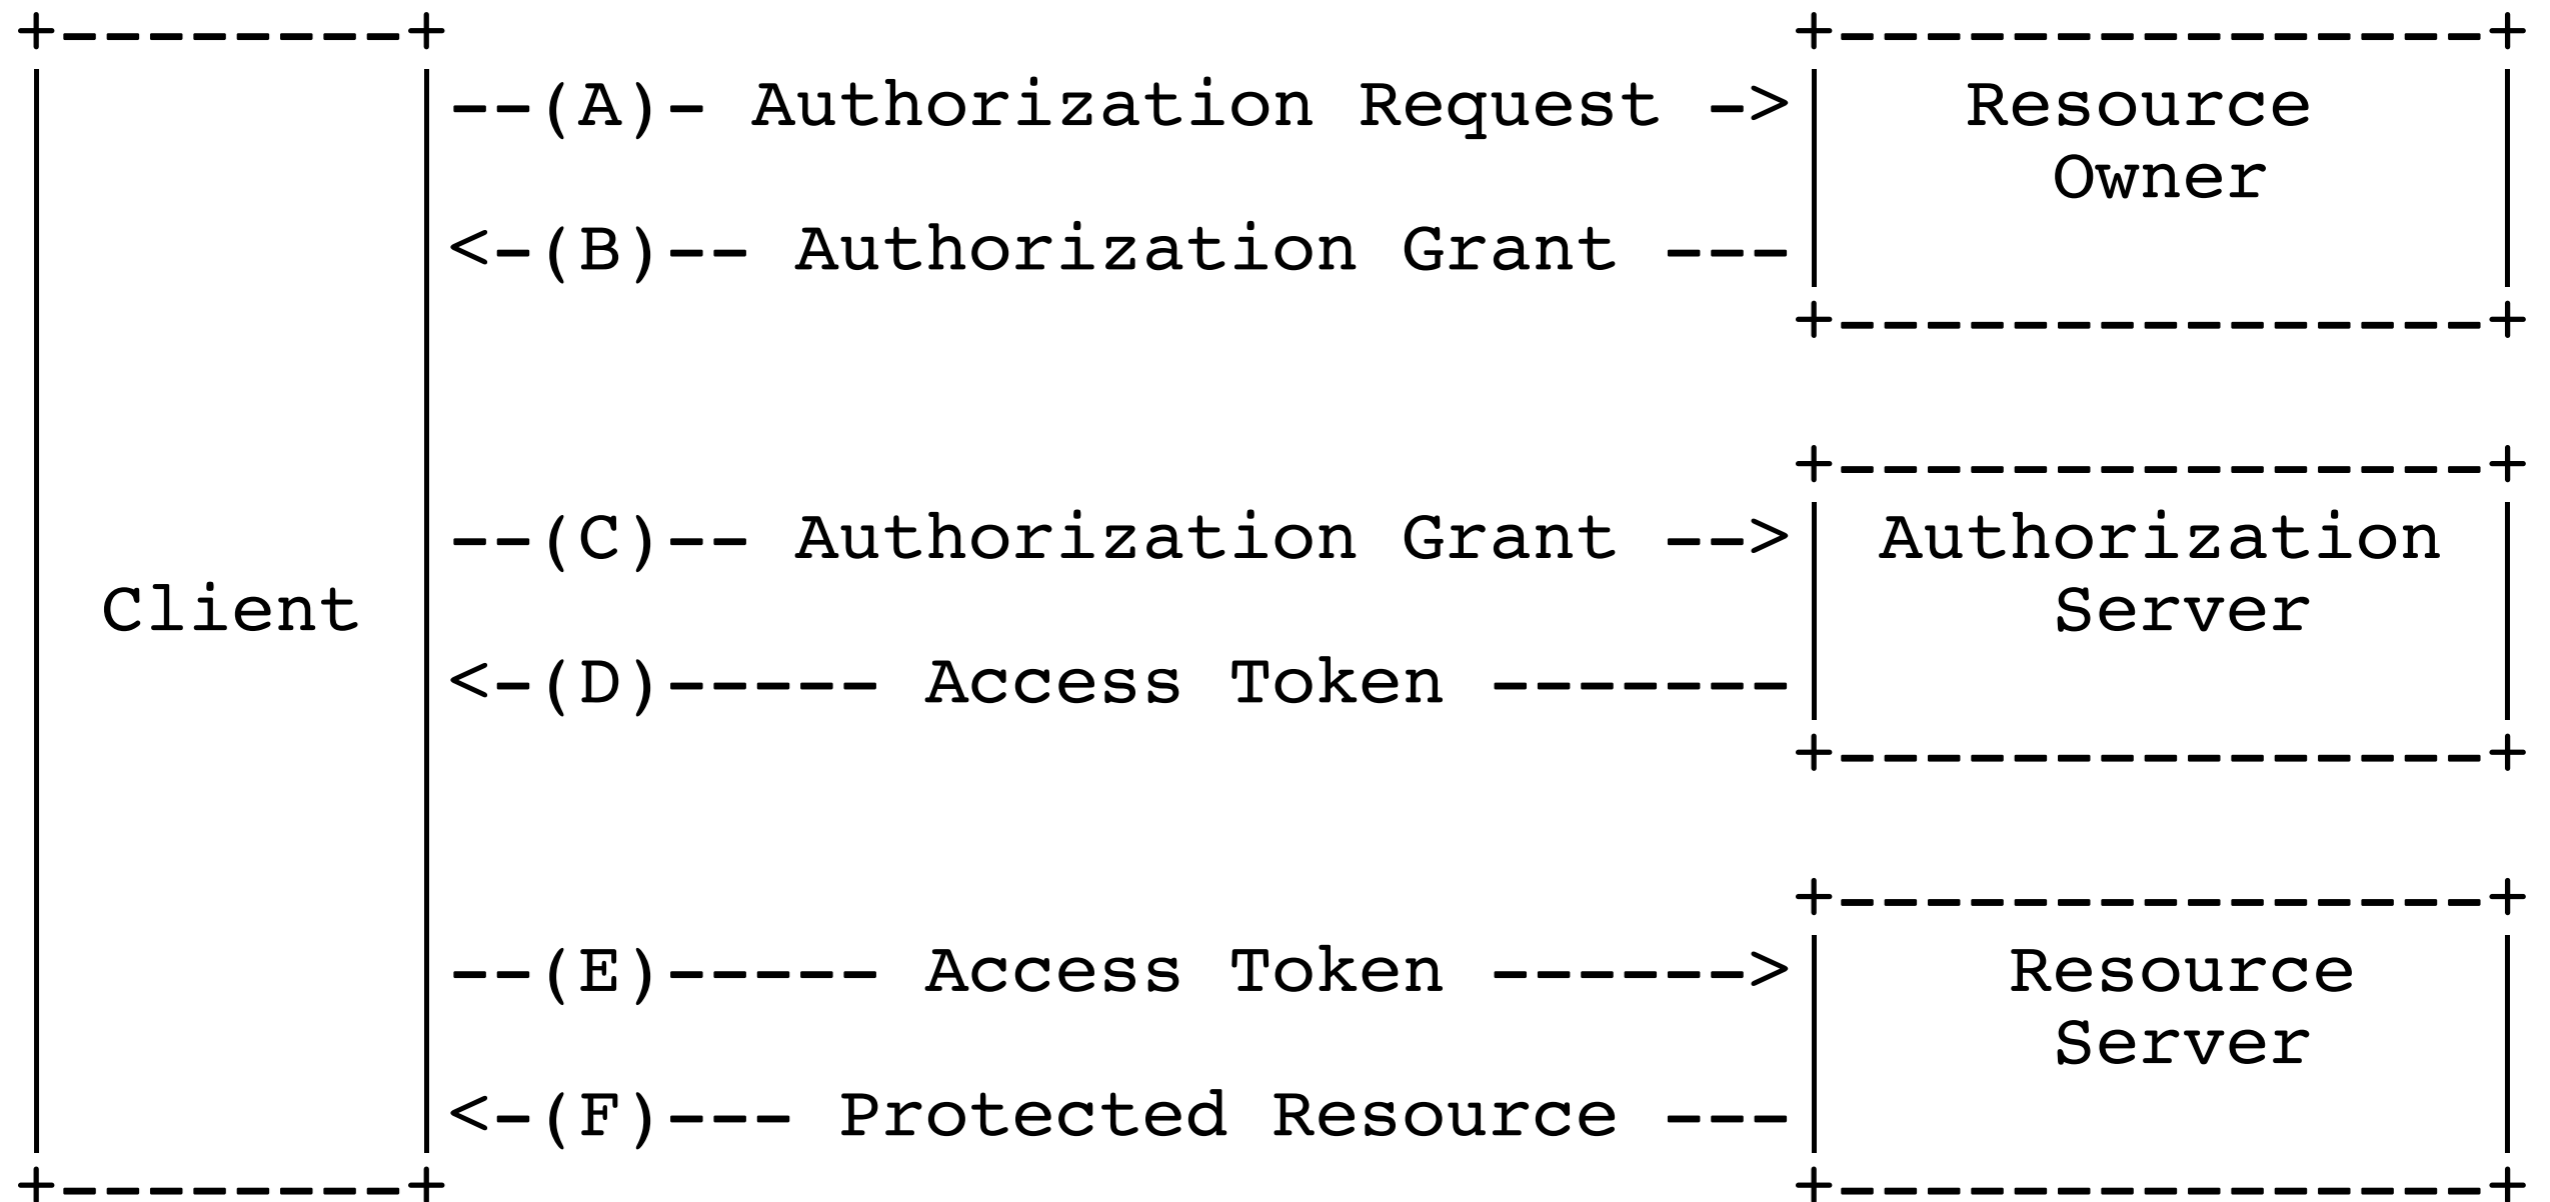 +--------+                               +---------------+
|        |--(A)- Authorization Request ->|   Resource    |
|        |                               |     Owner     |
|        |<-(B)-- Authorization Grant ---|               |
|        |                               +---------------+
|        |
|        |                               +---------------+
|        |--(C)-- Authorization Grant -->| Authorization |
| Client |                               |     Server    |
|        |<-(D)----- Access Token -------|               |
|        |                               +---------------+
|        |
|        |                               +---------------+
|        |--(E)----- Access Token ------>|    Resource   |
|        |                               |     Server    |
|        |<-(F)--- Protected Resource ---|               |
+--------+                               +---------------+